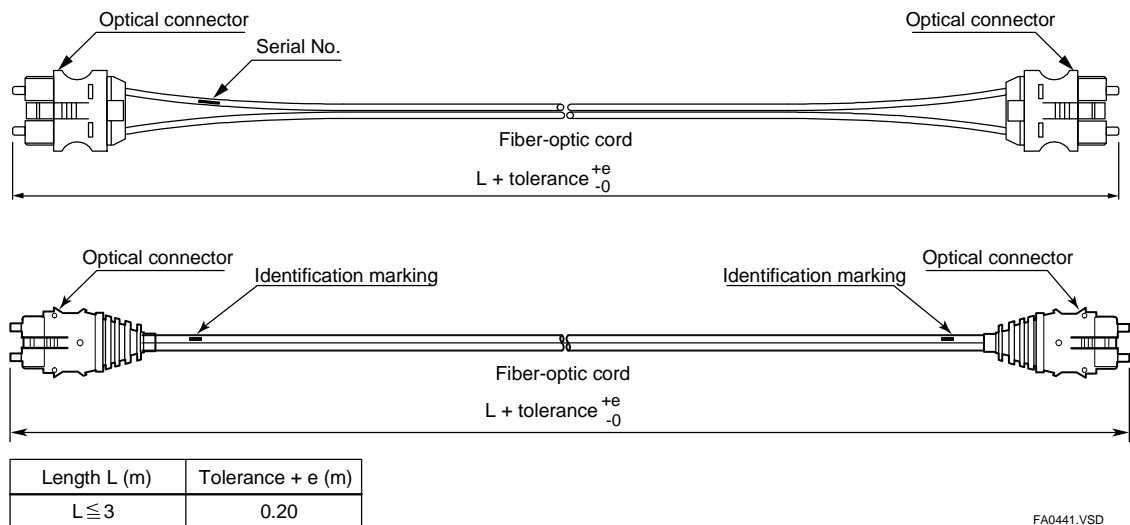 Optical connector
Optical connector
Serial No.
Fiber-optic cord
L + tolerance +e -0
Optical connector
Identification marking
Identification marking
Optical connector
Fiber-optic cord
L + tolerance +e -0
Length L (m) Tolerance + e (m)
L≦3 0.20
FA0441.VSD